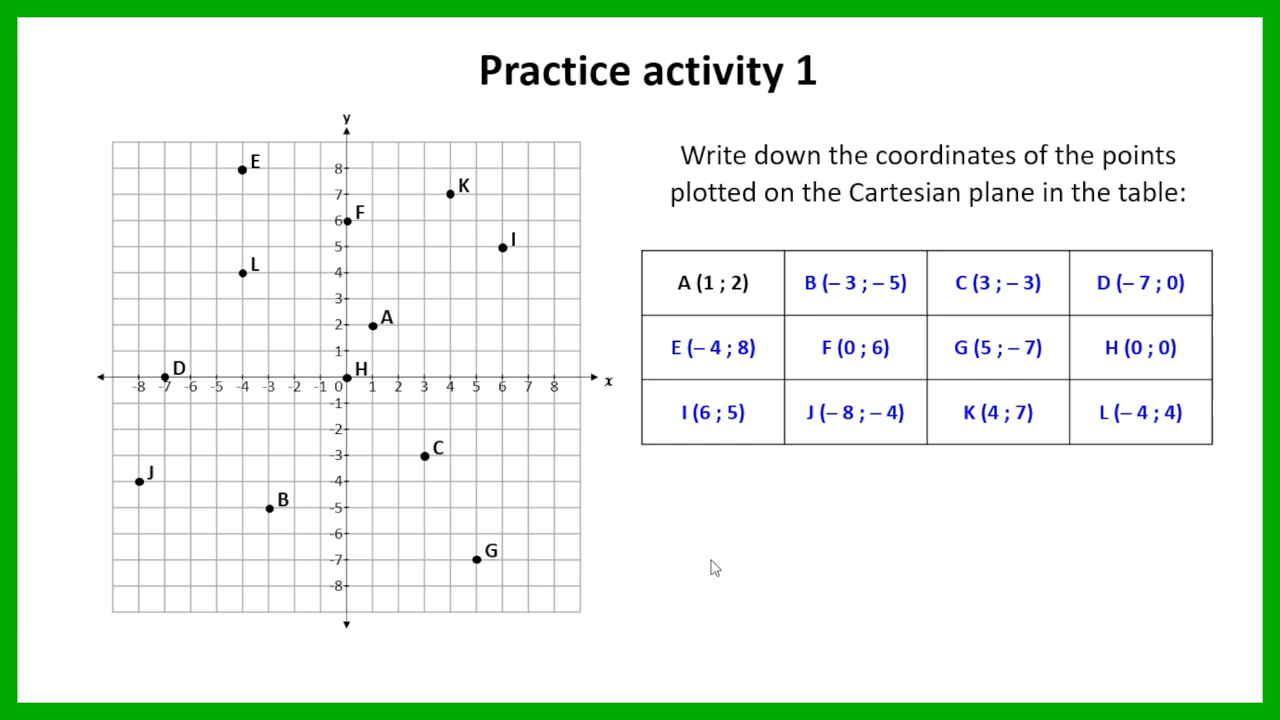 Practice activity 1
y
E
8
K
7
F
6
I
5
L
4
3
A
2
1
D
H
-8 -7 -6 -5 -4 -3 -2 -1 0 1 2 3 4 5 6 7 8 x
-1
-2
C
-3
J
-4
B
-5
-6
G
-7
-8
Write down the coordinates of the points
plotted on the Cartesian plane in the table:
A (1 ; 2) B (– 3 ; – 5) C (3 ; – 3) D (– 7 ; 0)
E (– 4 ; 8) F (0 ; 6) G (5 ; – 7) H (0 ; 0)
I (6 ; 5) J (– 8 ; – 4) K (4 ; 7) L (– 4 ; 4)